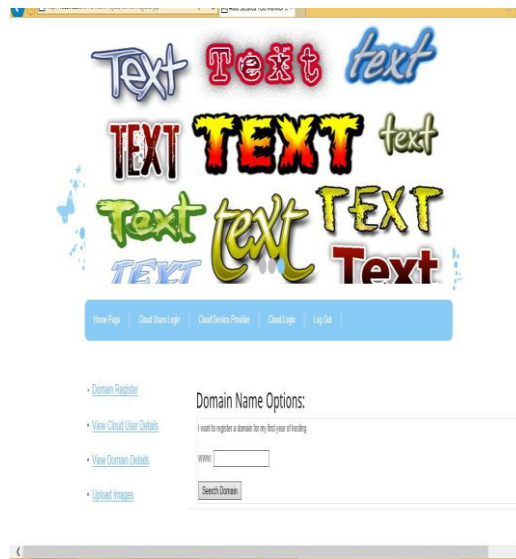 Text Text text
TEXT TEXT text
Text text TEXT
TEXT Text
Home Page Cloud Users Login Cloud Service Provider Cloud Login Log Out
Domain Register
View Cloud User Details
View Domain Details
Upload Images
Domain Name Options:
I want to register a domain for my first year of hosting
www.
Search Domain